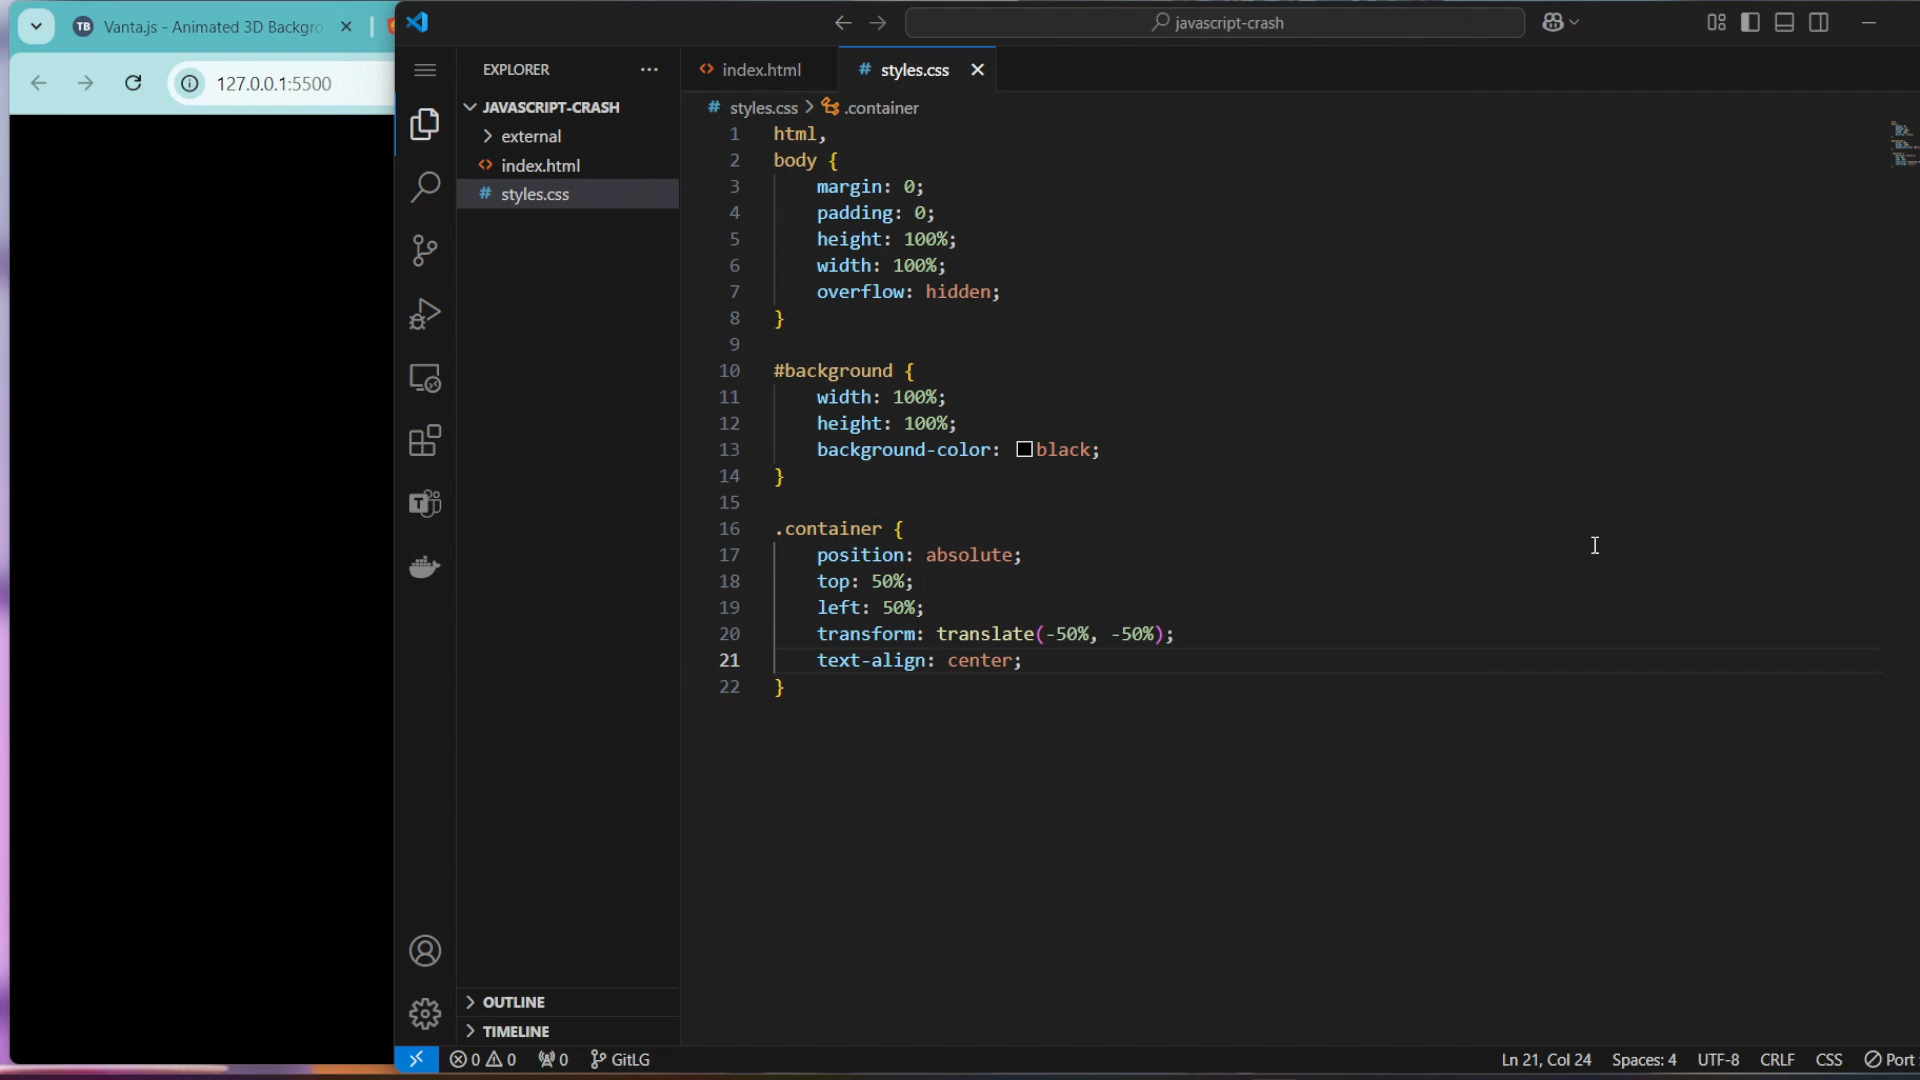 Vanta.js - Animated 3D Backgro
127.0.0.1:5500
javascript-crash
EXPLORER
JAVASCRIPT-CRASH
external
index.html
styles.css
index.html
styles.css
styles.css > .container
1 html,
2 body {
3 margin: 0;
4 padding: 0;
5 height: 100%;
6 width: 100%;
7 overflow: hidden;
8 }
9
10 #background {
11 width: 100%;
12 height: 100%;
13 background-color: black;
14 }
15
16 .container {
17 position: absolute;
18 top: 50%;
19 left: 50%;
20 transform: translate(-50%, -50%);
21 text-align: center;
22 }
OUTLINE
TIMELINE
0 0 0 GitLG
Ln 21, Col 24 Spaces: 4 UTF-8 CRLF CSS Port